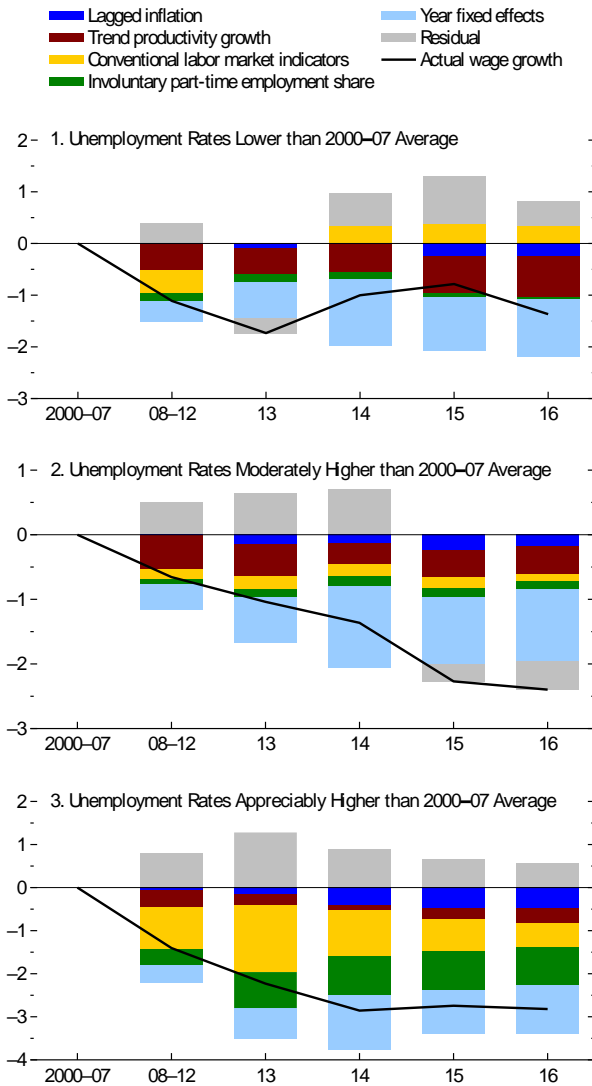 Lagged inflation
Trend productivity growth
Conventional labor market indicators
Involuntary part-time employment share
Year fixed effects
Residual
Actual wage growth
1. Unemployment Rates Lower than 2000–07 Average
2
1
0
–1
–2
–3
2000–07 08–12 13 14 15 16
2. Unemployment Rates Moderately Higher than 2000–07 Average
1
0
–1
–2
–3
2000–07 08–12 13 14 15 16
3. Unemployment Rates Appreciably Higher than 2000–07 Average
2
1
0
–1
–2
–3
–4
2000–07 08–12 13 14 15 16